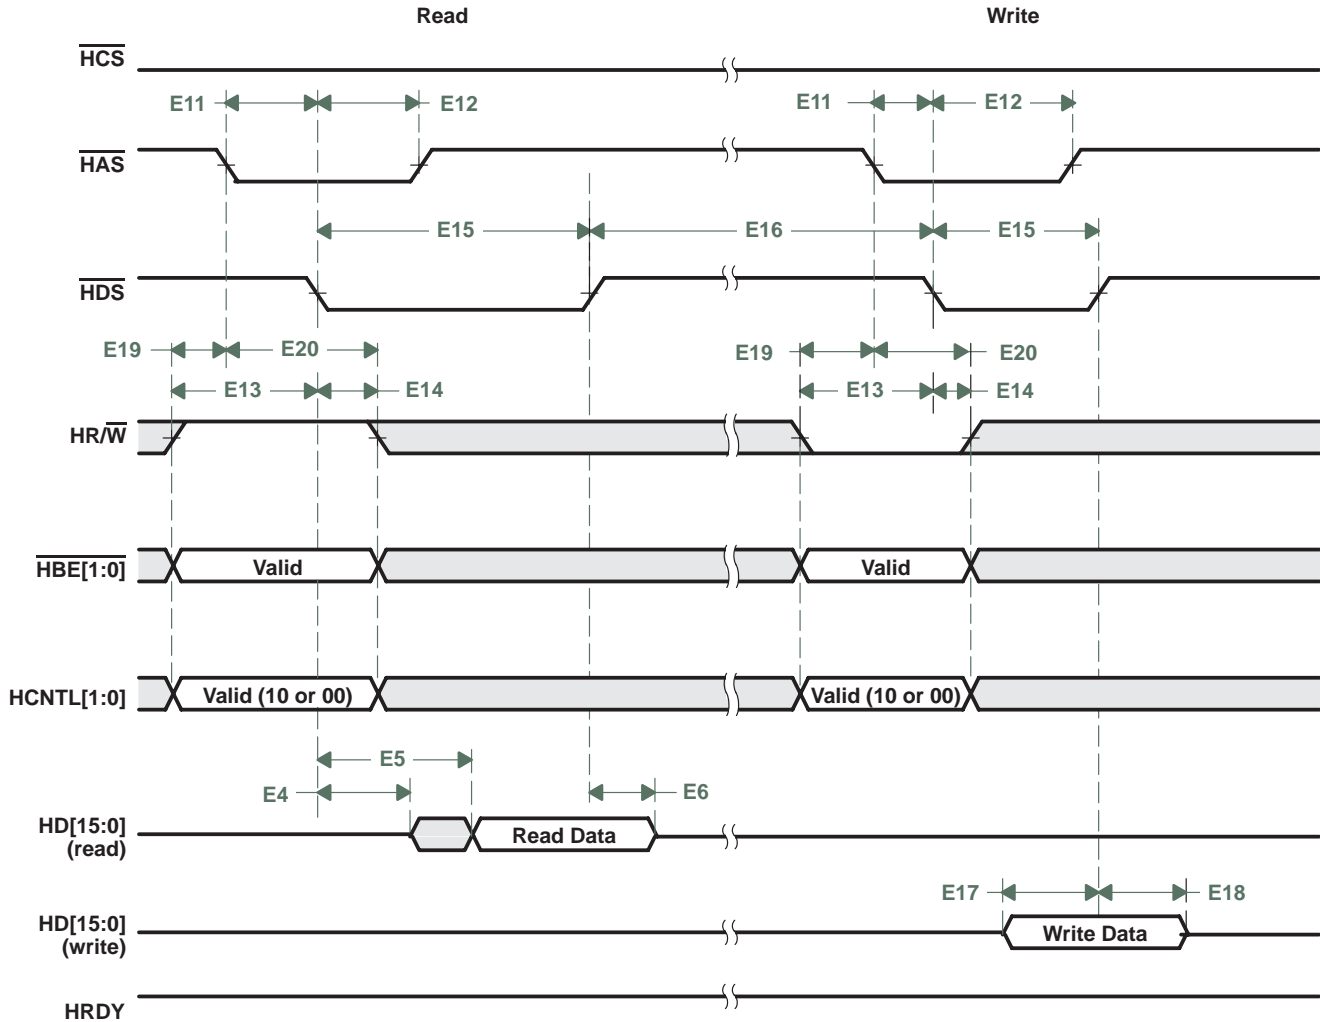 Read Write
HCS
E11 E12 E11 E12
HAS
E15 E16 E15
HDS
E19 E20 E19 E20
E13 E14 E13 E14
HR/W
HBE[1:0] Valid Valid
HCNTL[1:0] Valid (10 or 00) Valid (10 or 00)
E5
E4 E6
HD[15:0]
(read) Read Data
E17 E18
HD[15:0]
(write) Write Data
HRDY